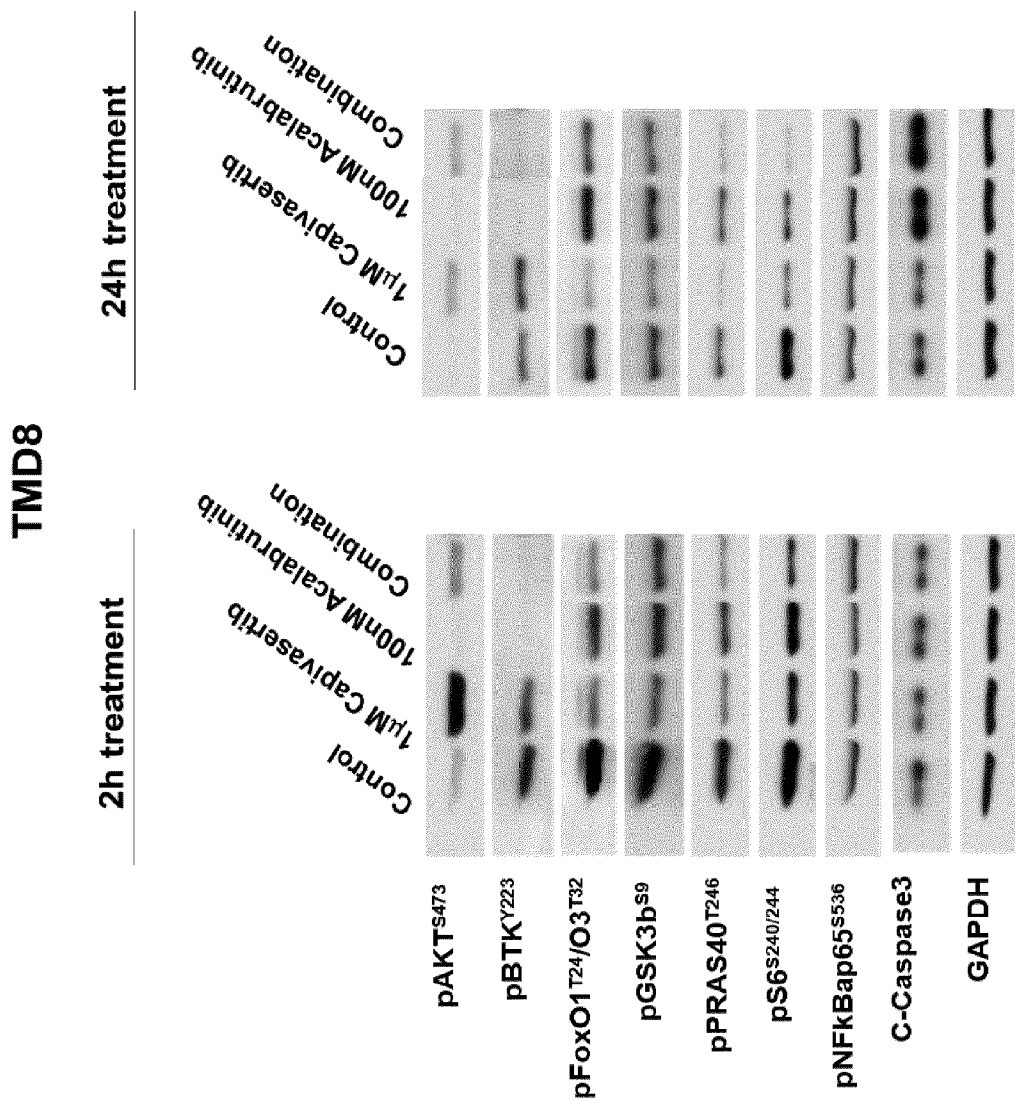 TMD8
2h treatment
24h treatment
Control
1µM Capivasertib
100nM Acalabrutinib
Combination
Control
1µM Capivasertib
100nM Acalabrutinib
Combination
pAKTS473
pBTKY223
pFoxO1T24/O3T32
pGSK3bS9
pPRAS40T246
pS6S240/244
pNFkBap65S536
C-Caspase3
GAPDH